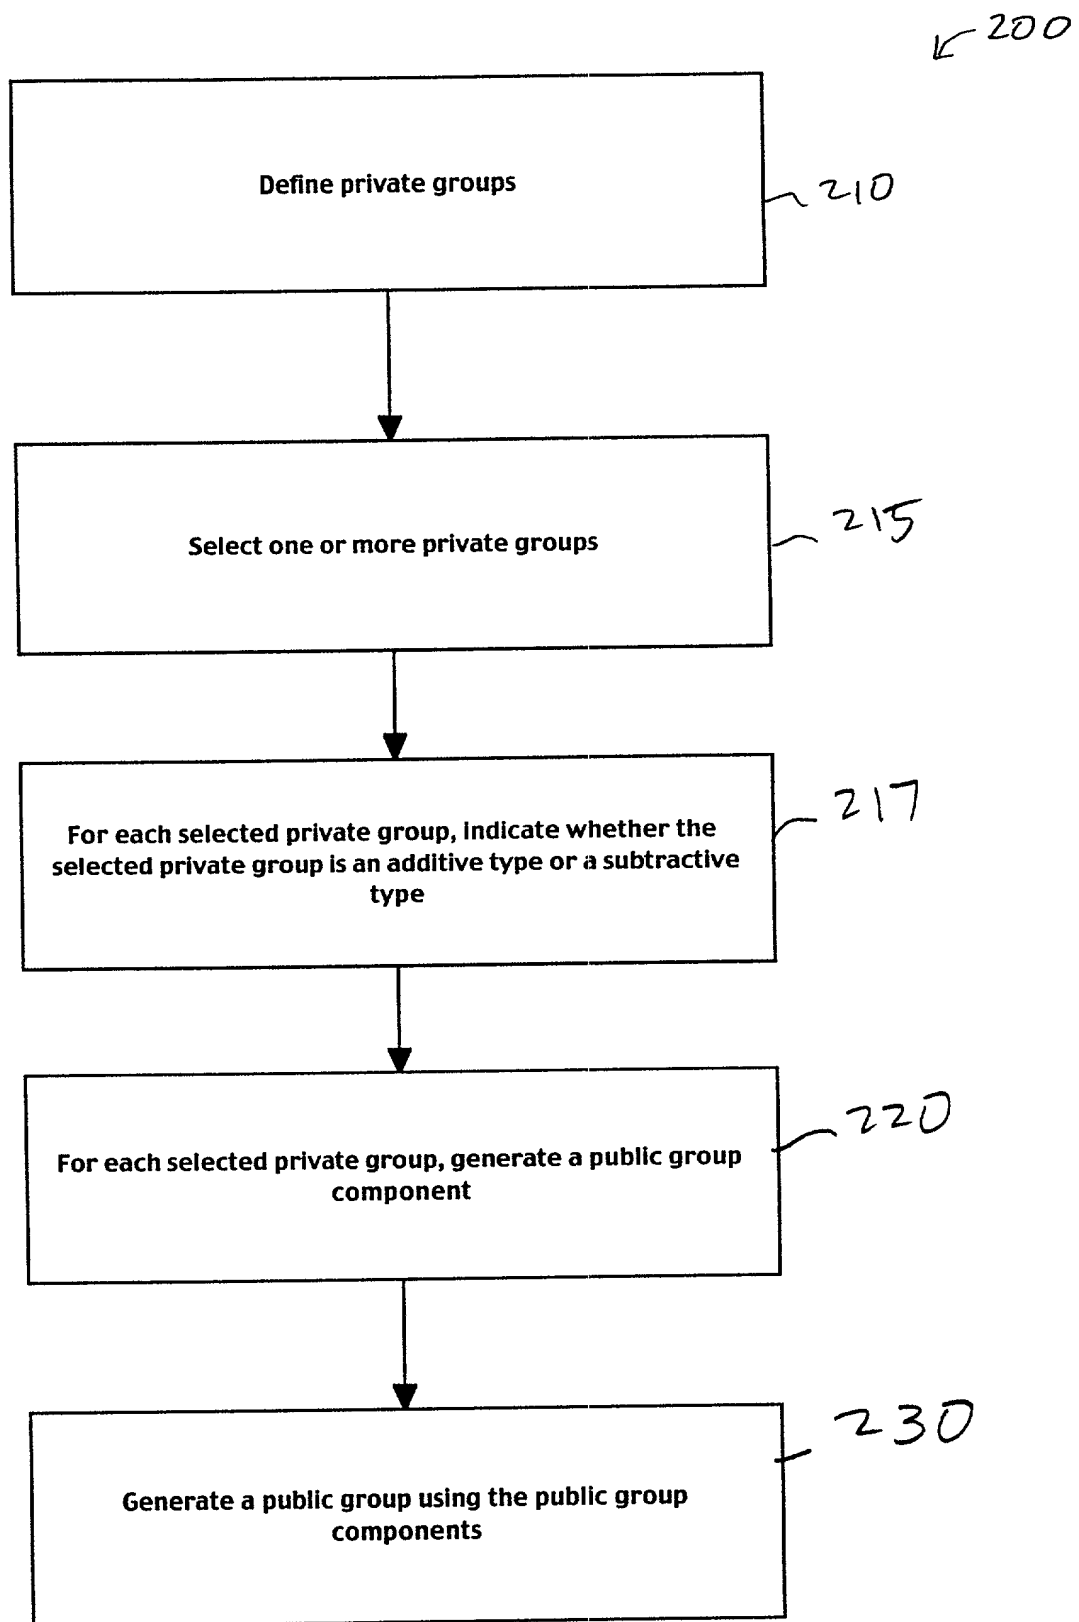 200
Define private groups
210
Select one or more private groups
215
For each selected private group, indicate whether the
selected private group is an additive type or a subtractive
type
217
For each selected private group, generate a public group
component
220
Generate a public group using the public group
components
230